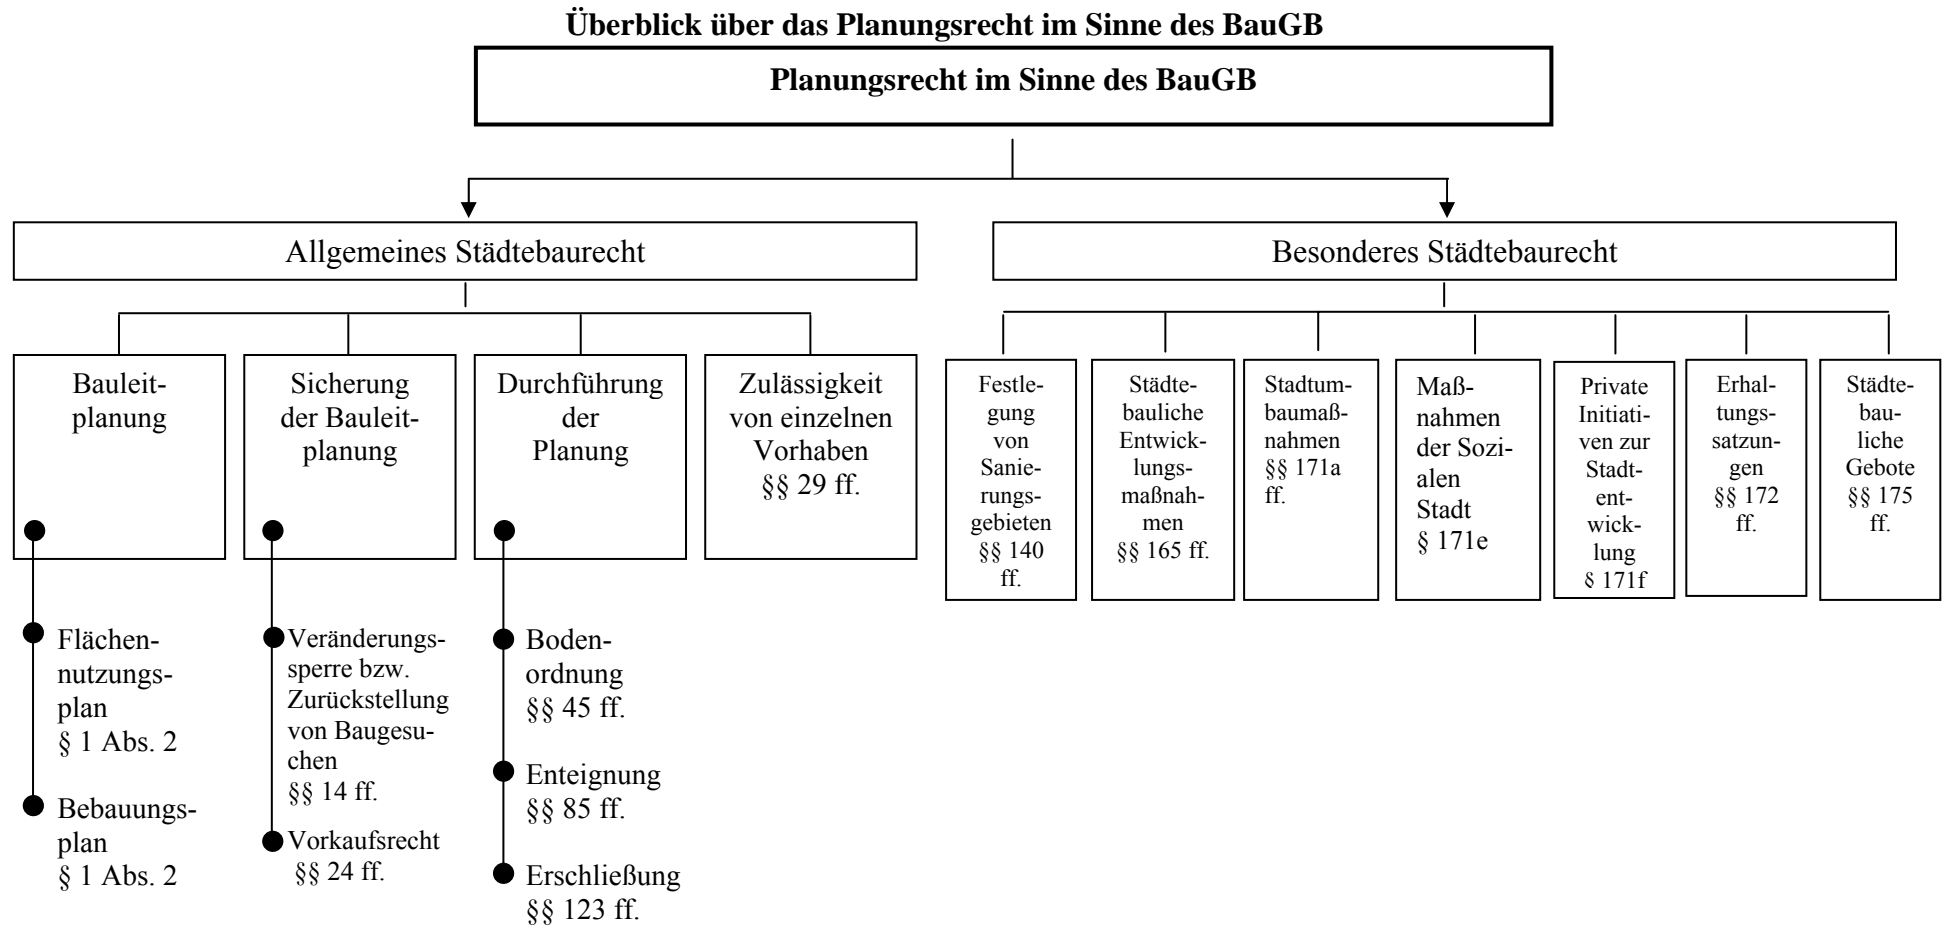 Überblick über das Planungsrecht im Sinne des BauGB
Planungsrecht im Sinne des BauGB
Allgemeines Städtebaurecht
Bauleit-
planung
Flächen-
nutzungs-
plan
§ 1 Abs. 2
Bebauungs-
plan
§ 1 Abs. 2
Sicherung
der Bauleit-
planung
Veränderungs-
sperre bzw.
Zurückstellung
von Baugesu-
chen
§§ 14 ff.
Vorkaufsrecht
§§ 24 ff.
Durchführung
der
Planung
Boden-
ordnung
§§ 45 ff.
Enteignung
§§ 85 ff.
Erschließung
§§ 123 ff.
Zulässigkeit
von einzelnen
Vorhaben
§§ 29 ff.
Besonderes Städtebaurecht
Festle-
gung
von
Sanie-
rungs-
gebieten
§§ 140
ff.
Städte-
bauliche
Entwick-
lungs-
maßnah-
men
§§ 165 ff.
Stadtum-
baumaß-
nahmen
§§ 171a
ff.
Maß-
nahmen
der Sozi-
alen
Stadt
§ 171e
Private
Initiati-
ven zur
Stadt-
ent-
wick-
lung
§ 171f
Erhal-
tungs-
satzun-
gen
§§ 172
ff.
Städte-
bau-
liche
Gebote
§§ 175
ff.